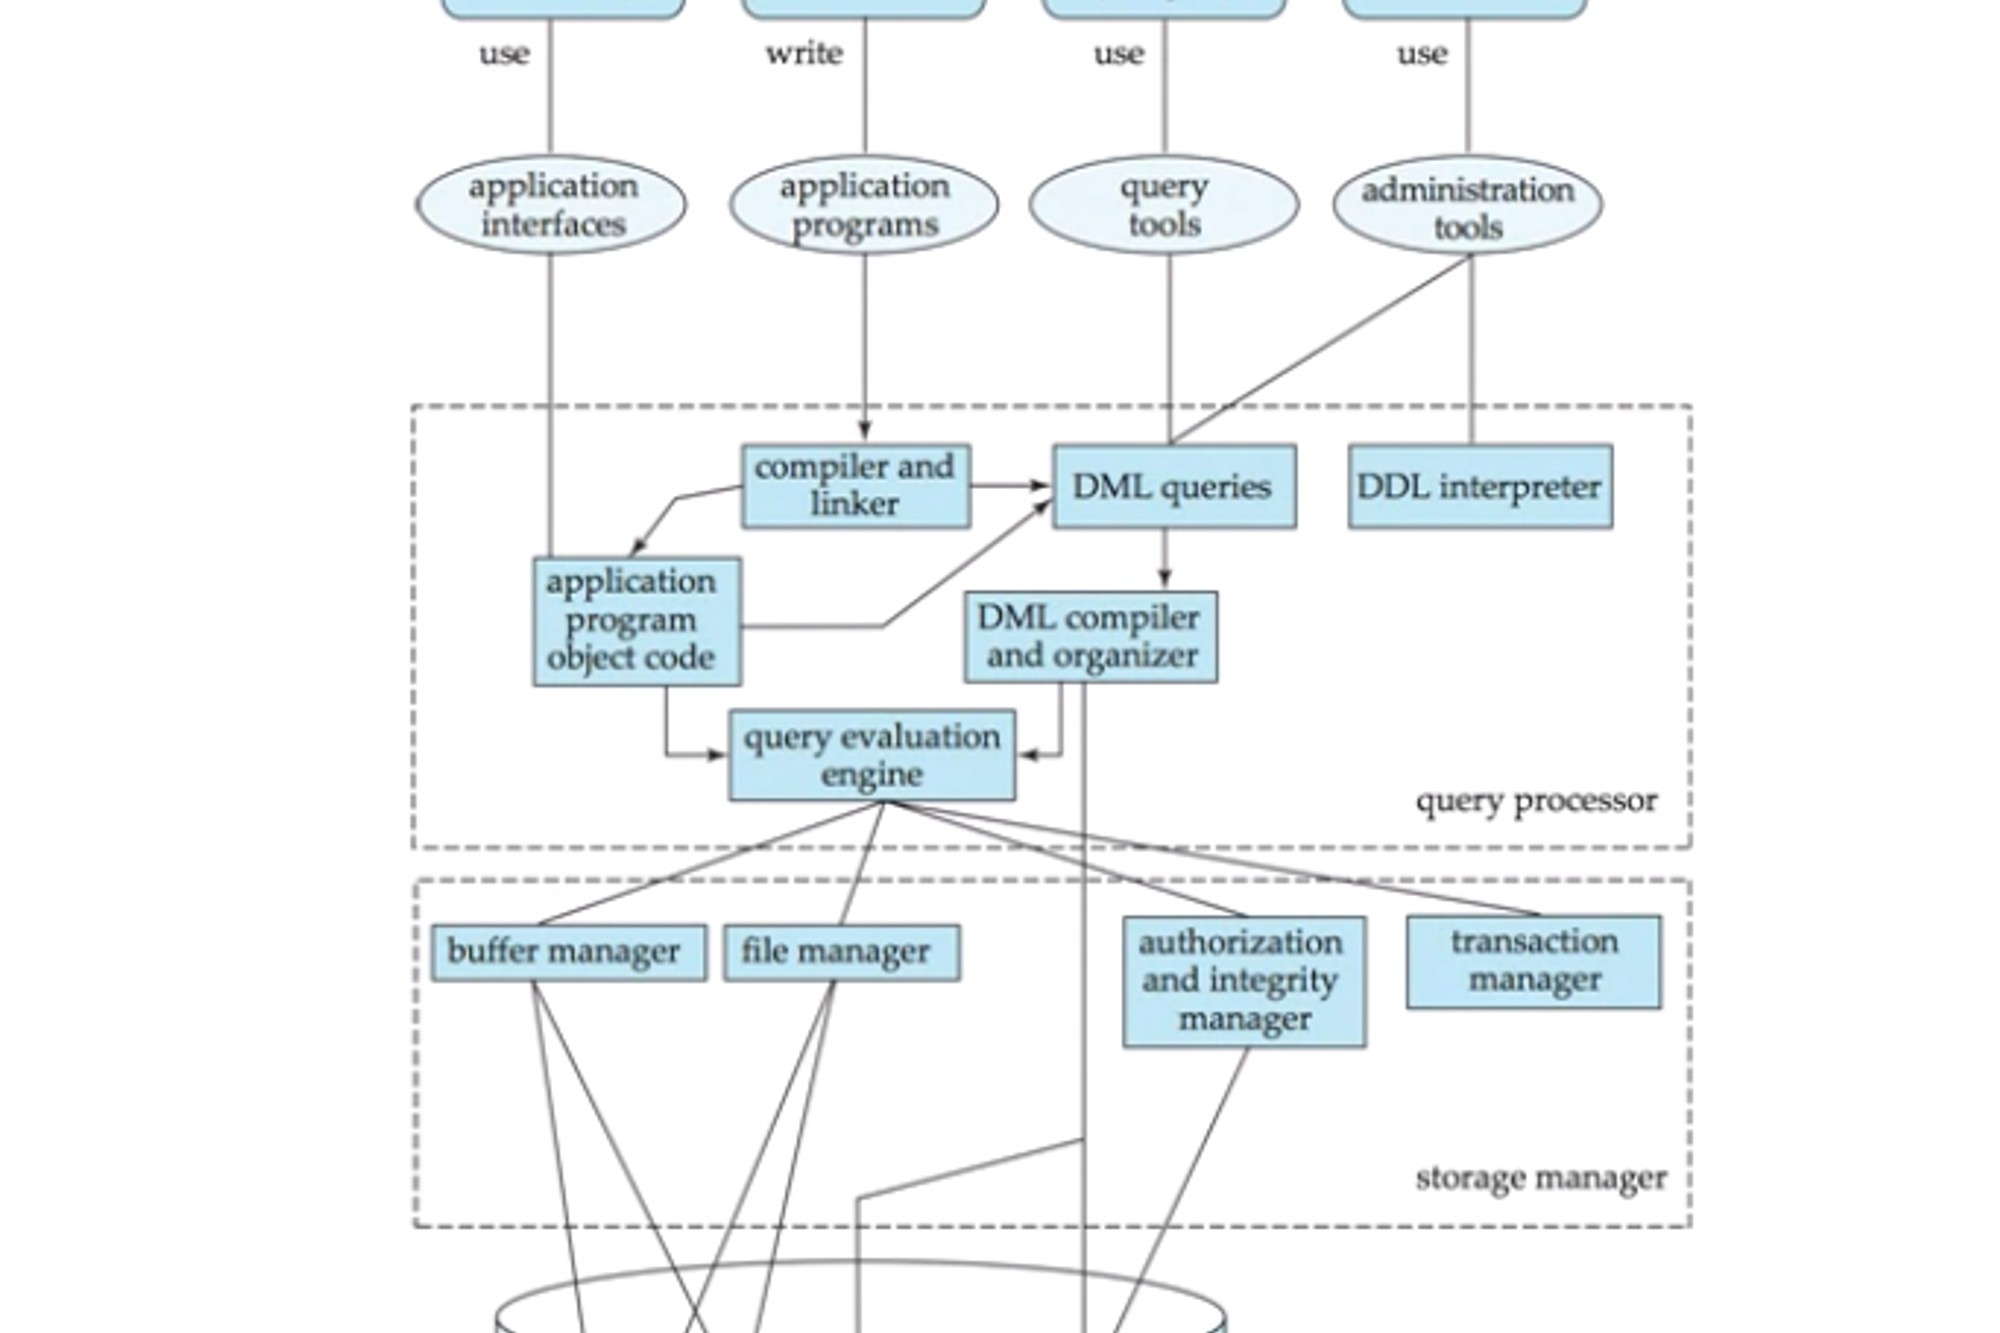 use
write
use
use
application
interfaces
application
programs
query
tools
administration
tools
compiler and
linker
DML queries
DDL interpreter
application
program
object code
DML compiler
and organizer
query evaluation
engine
query processor
buffer manager
file manager
authorization
and integrity
manager
transaction
manager
storage manager